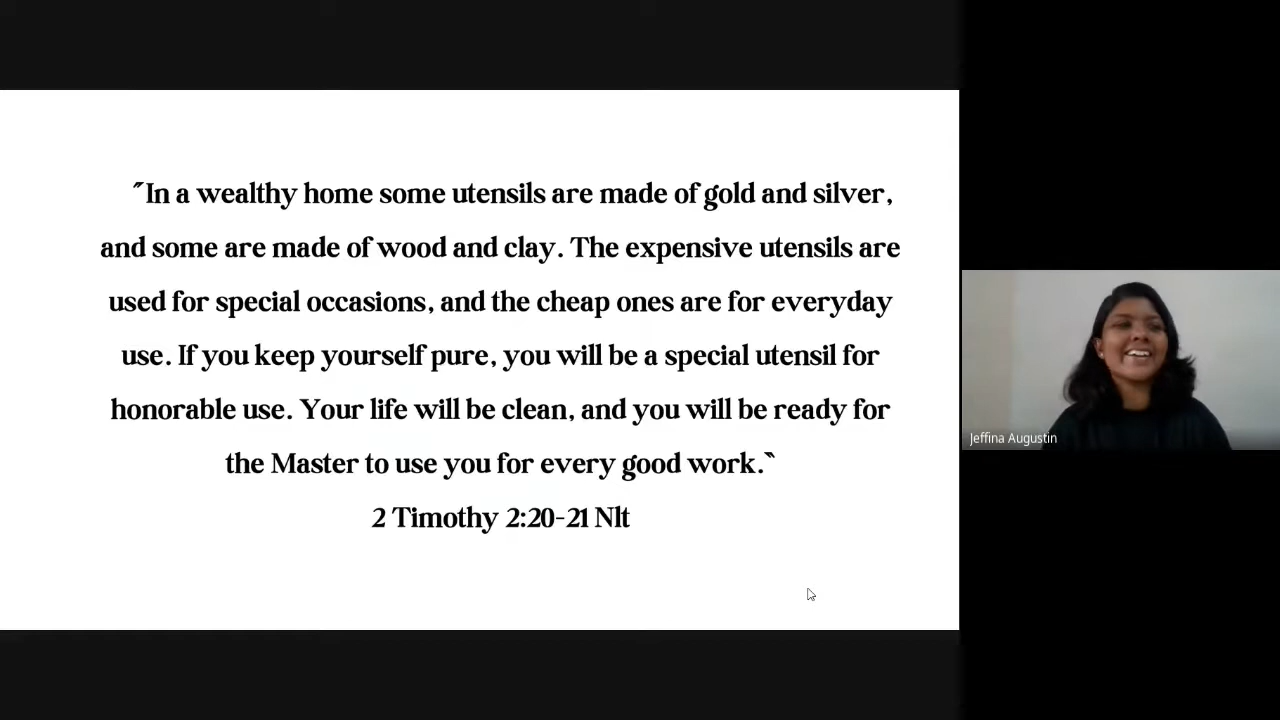 "In a wealthy home some utensils are made of gold and silver,
and some are made of wood and clay. The expensive utensils are
used for special occasions, and the cheap ones are for everyday
use. If you keep yourself pure, you will be a special utensil for
honorable use. Your life will be clean, and you will be ready for
the Master to use you for every good work."
2 Timothy 2:20-21 Nlt
Jeffina Augustin